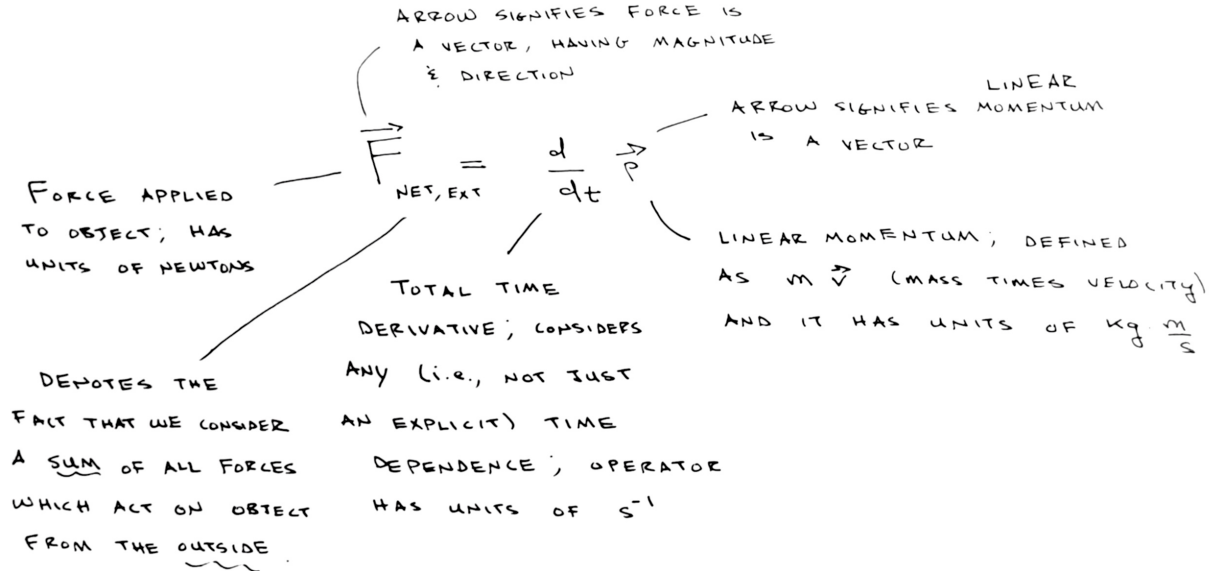 ARROW SIGNIFIES FORCE IS
A VECTOR, HAVING MAGNITUDE
& DIRECTION
LINEAR
ARROW SIGNIFIES MOMENTUM
IS A VECTOR
F⃗ NET, EXT = d/dt p⃗
FORCE APPLIED
TO OBJECT; HAS
UNITS OF NEWTONS
LINEAR MOMENTUM; DEFINED
AS m v⃗ (MASS TIMES VELOCITY)
AND IT HAS UNITS OF kg m/s
TOTAL TIME
DERIVATIVE; CONSIDERS
ANY (i.e., NOT JUST
AN EXPLICIT) TIME
DEPENDENCE; OPERATOR
HAS UNITS OF s⁻¹
DENOTES THE
FACT THAT WE CONSIDER
A SUM OF ALL FORCES
WHICH ACT ON OBJECT
FROM THE OUTSIDE.